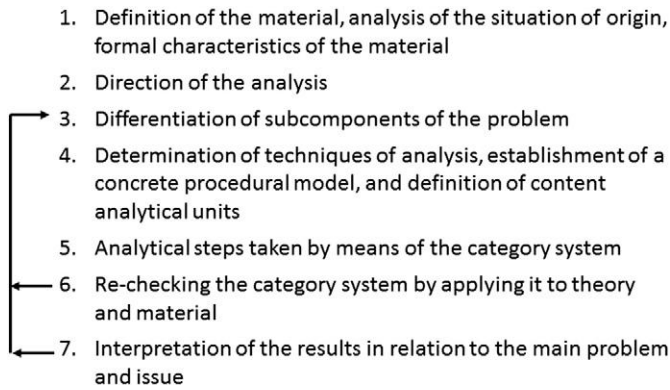 1. Definition of the material, analysis of the situation of origin,
formal characteristics of the material
2. Direction of the analysis
3. Differentiation of subcomponents of the problem
4. Determination of techniques of analysis, establishment of a
concrete procedural model, and definition of content
analytical units
5. Analytical steps taken by means of the category system
6. Re-checking the category system by applying it to theory
and material
7. Interpretation of the results in relation to the main problem
and issue